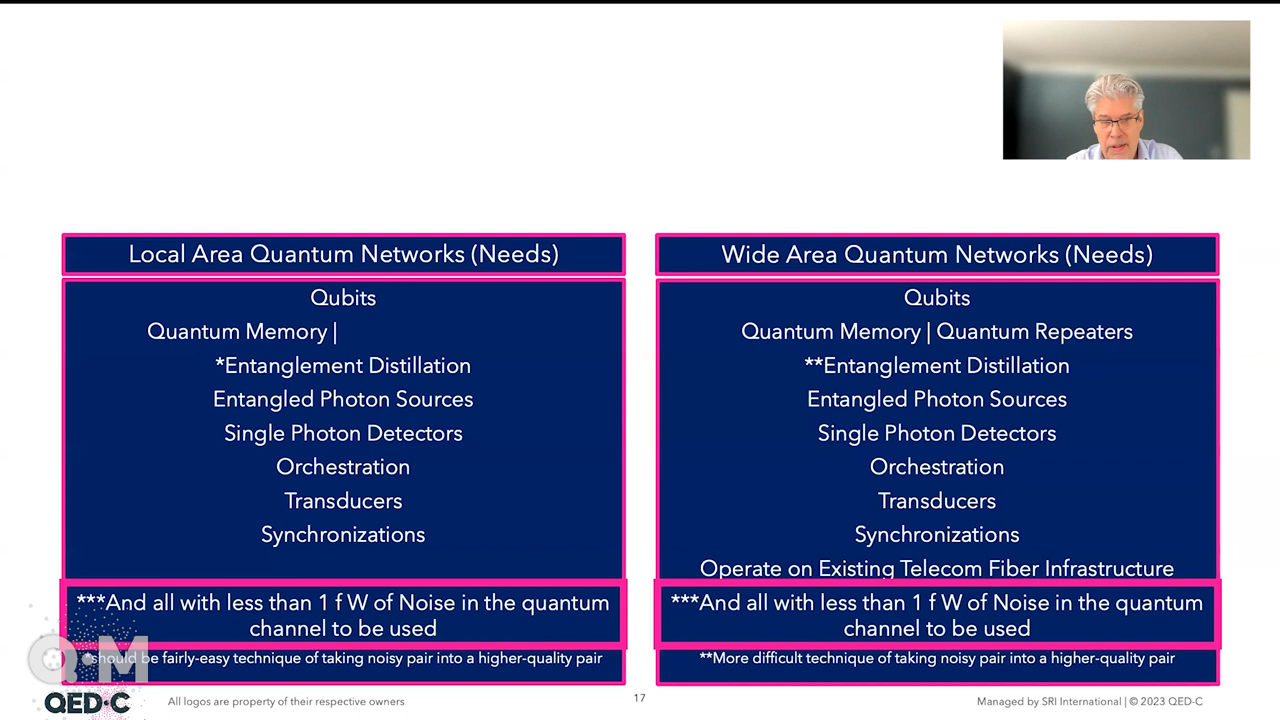 Local Area Quantum Networks (Needs)
Qubits
Quantum Memory |
*Entanglement Distillation
Entangled Photon Sources
Single Photon Detectors
Orchestration
Transducers
Synchronizations
***And all with less than 1 f W of Noise in the quantum
channel to be used
*should be fairly-easy technique of taking noisy pair into a higher-quality pair
Wide Area Quantum Networks (Needs)
Qubits
Quantum Memory | Quantum Repeaters
**Entanglement Distillation
Entangled Photon Sources
Single Photon Detectors
Orchestration
Transducers
Synchronizations
Operate on Existing Telecom Fiber Infrastructure
***And all with less than 1 f W of Noise in the quantum
channel to be used
**More difficult technique of taking noisy pair into a higher-quality pair
Q·M
QED·C
All logos are property of their respective owners
17
Managed by SRI International | © 2023 QED-C